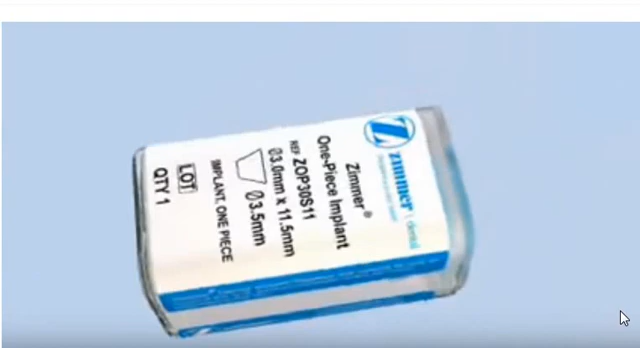 zimmer | dental
Zimmer®
One-Piece Implant
REF ZOP30S11
Ø3.0mm x 11.5mm
Ø3.5mm
IMPLANT, ONE PIECE
LOT
QTY 1